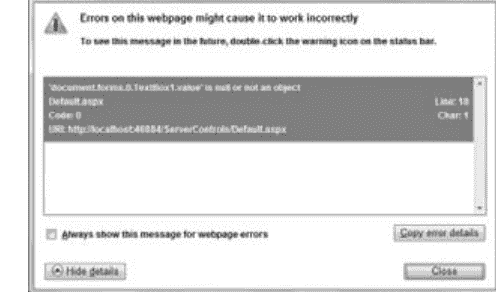 Errors on this webpage might cause it to work incorrectly
To see this message in the future, double-click the warning icon on the status bar.
'document.forms.0.TextBox1.value' is null or not an object
Default.aspx Line: 18
Code: 0 Char: 1
URI: http://localhost:46884/ServerControls/Default.aspx
Always show this message for webpage errors
Copy error details
Hide details
Close